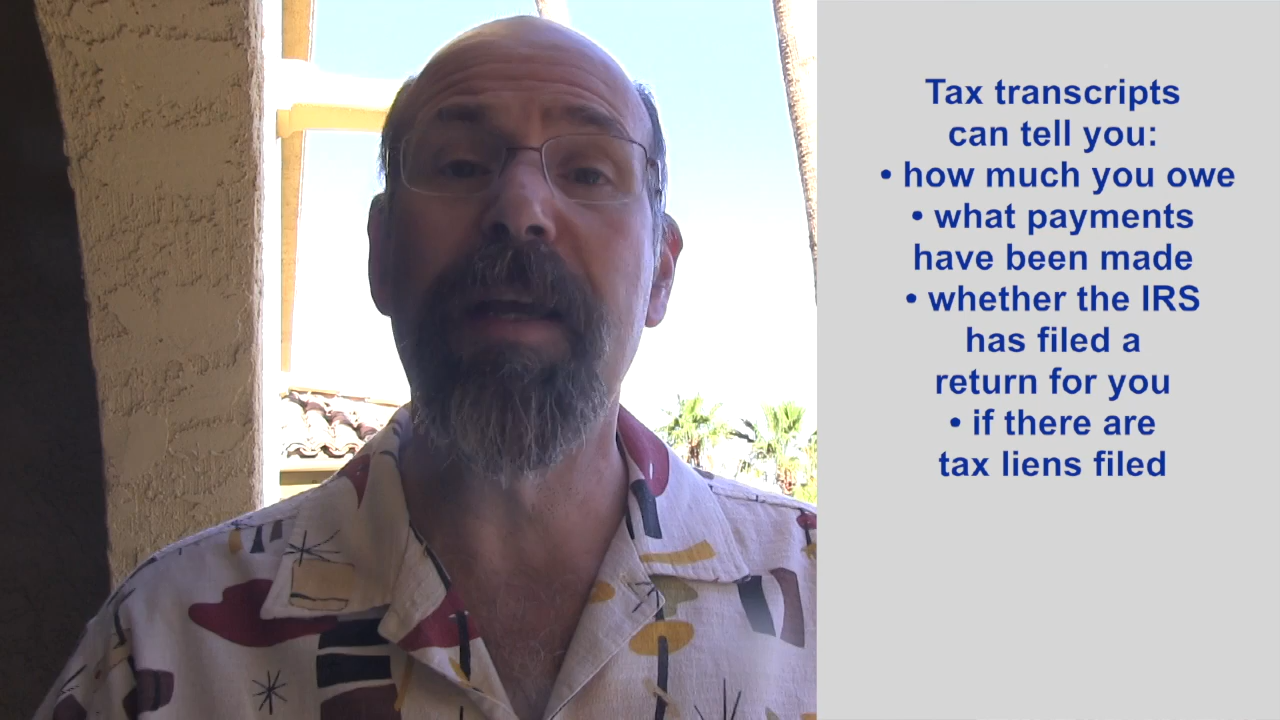 Tax transcripts
can tell you:
• how much you owe
• what payments
have been made
• whether the IRS
has filed a
return for you
• if there are
tax liens filed